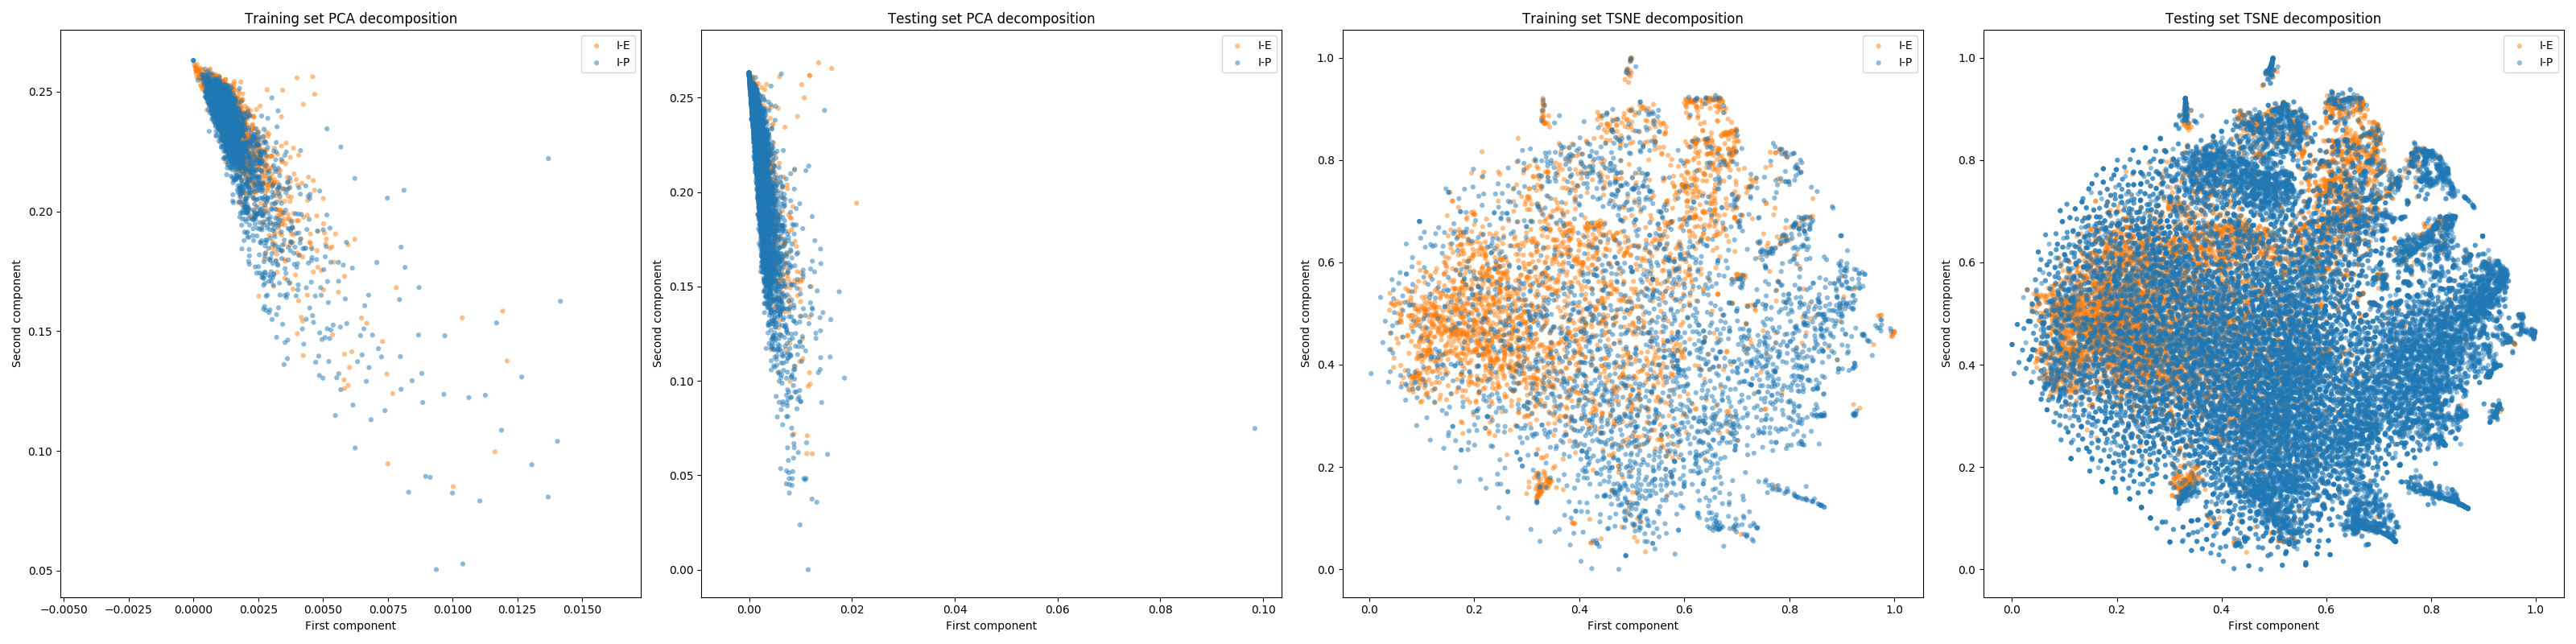 Training set PCA decomposition
I-E
I-P
0.25
0.20
0.15
0.10
0.05
Second component
−0.0050
−0.0025
0.0000
0.0025
0.0050
0.0075
0.0100
0.0125
0.0150
First component
Testing set PCA decomposition
I-E
I-P
0.25
0.20
0.15
0.10
0.05
0.00
Second component
0.00
0.02
0.04
0.06
0.08
0.10
First component
Training set TSNE decomposition
I-E
I-P
1.0
0.8
0.6
0.4
0.2
0.0
Second component
0.0
0.2
0.4
0.6
0.8
1.0
First component
Testing set TSNE decomposition
I-E
I-P
1.0
0.8
0.6
0.4
0.2
0.0
Second component
0.0
0.2
0.4
0.6
0.8
1.0
First component